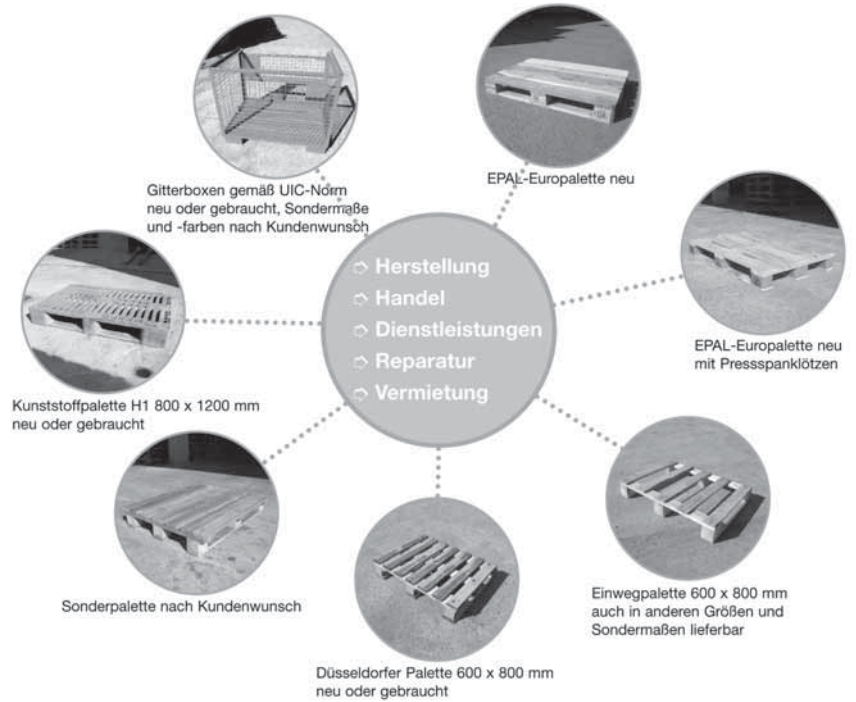 Gitterboxen gemäß UIC-Norm
neu oder gebraucht, Sondermaße
und -farben nach Kundenwunsch
EPAL-Europalette neu
EPAL-Europalette neu
mit Pressspanklötzen
➩ Herstellung
➩ Handel
➩ Dienstleistungen
➩ Reparatur
➩ Vermietung
Kunststoffpalette H1 800 x 1200 mm
neu oder gebraucht
Sonderpalette nach Kundenwunsch
Einwegpalette 600 x 800 mm
auch in anderen Größen und
Sondermaßen lieferbar
Düsseldorfer Palette 600 x 800 mm
neu oder gebraucht